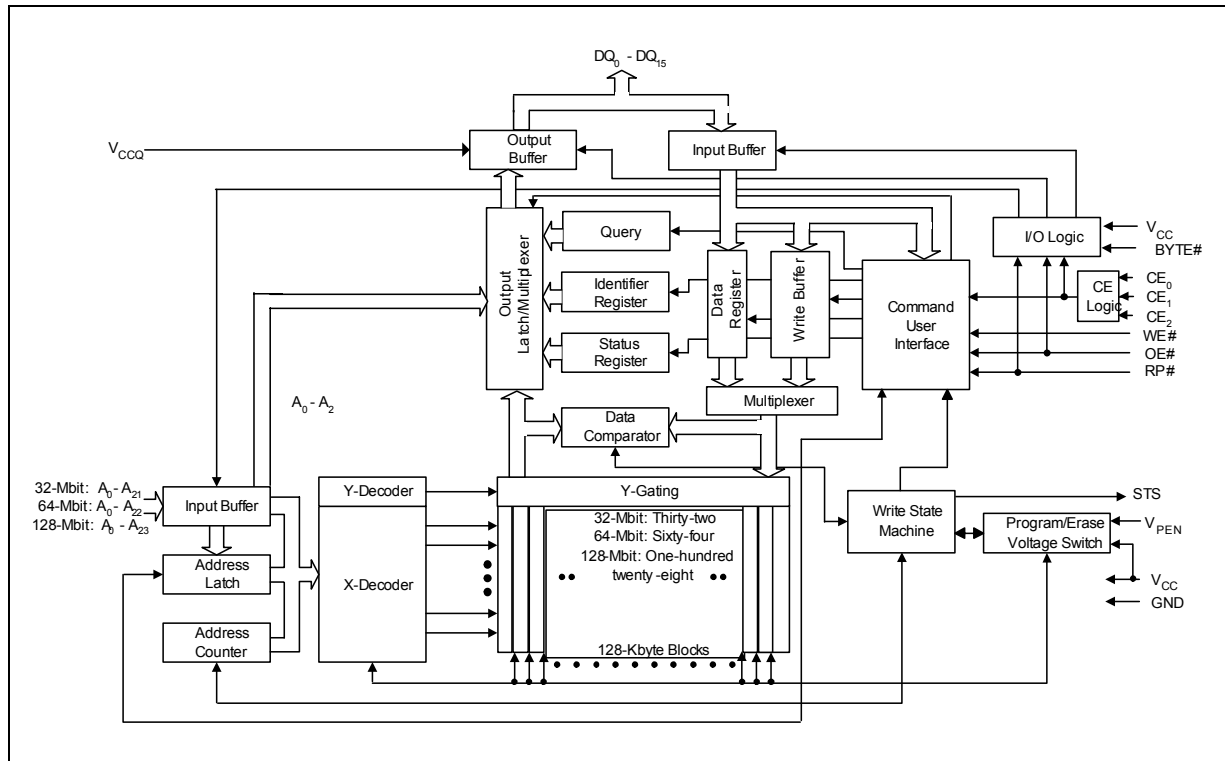 DQ0 - DQ15
VCCQ
Output
Buffer
Input Buffer
Output
Latch/Multiplexer
Query
Identifier
Register
Status
Register
Data
Register
Write Buffer
Command
User
Interface
I/O Logic
VCC
BYTE#
CE
Logic
CE0
CE1
CE2
WE#
OE#
RP#
Multiplexer
A0 - A2
Data
Comparator
32-Mbit: A0 - A21
64-Mbit: A0 - A22
128-Mbit: A0 - A23
Input Buffer
Y-Decoder
Y-Gating
Address
Latch
X-Decoder
Address
Counter
32-Mbit: Thirty-two
64-Mbit: Sixty-four
128-Mbit: One-hundred
twenty-eight
128-Kbyte Blocks
Write State
Machine
STS
Program/Erase
Voltage Switch
VPEN
VCC
GND